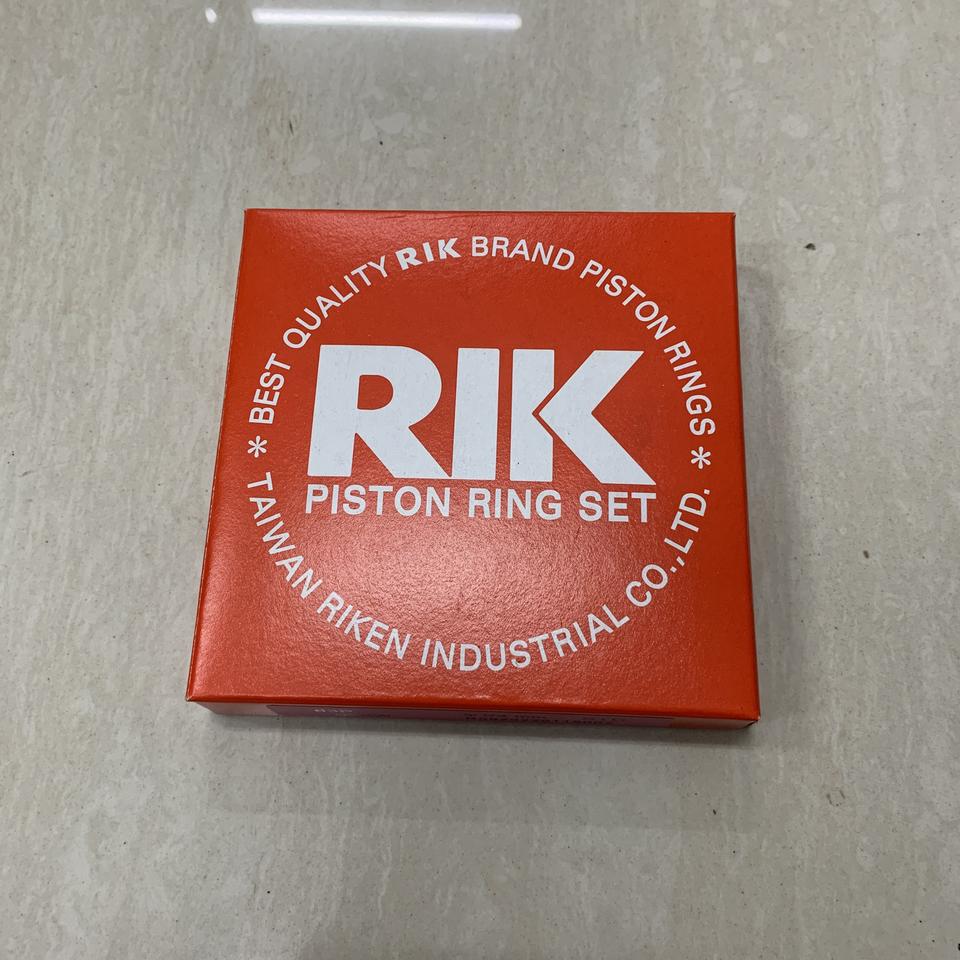 * BEST QUALITY RIK BRAND PISTON RINGS *
RIK
PISTON RING SET
TAIWAN RIKEN INDUSTRIAL CO.,LTD.